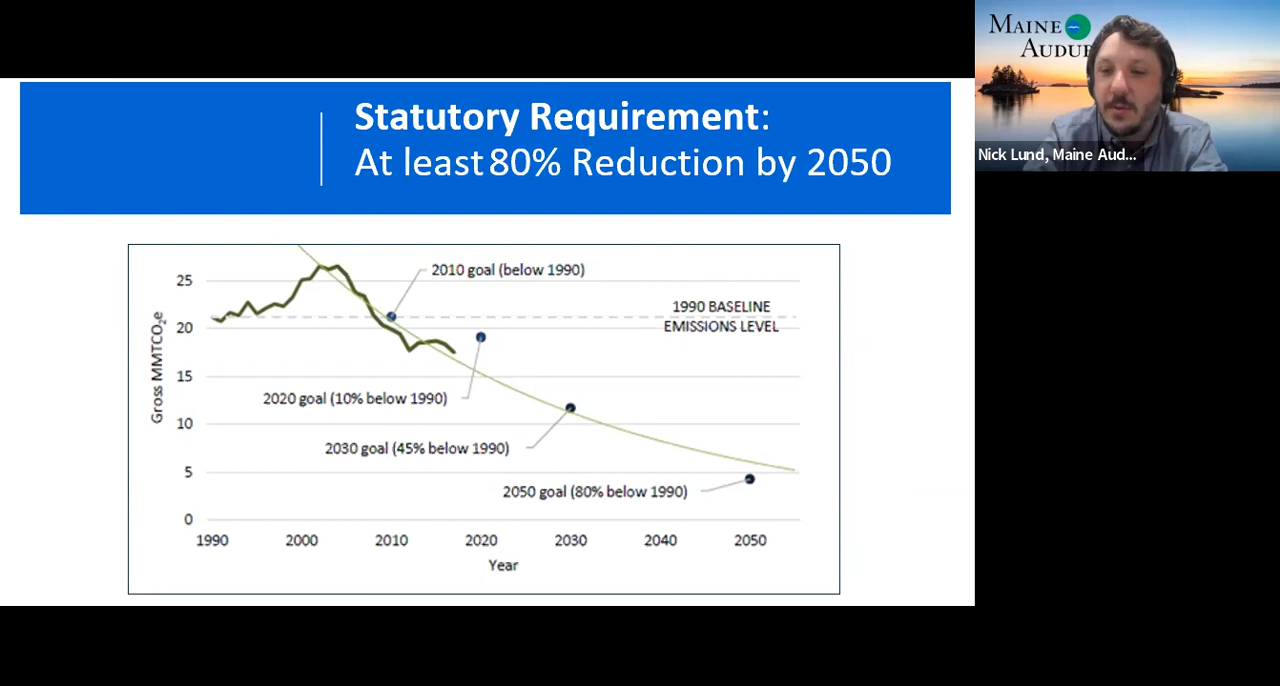 Statutory Requirement:
At least 80% Reduction by 2050
25
20
15
10
5
0
Gross MMTCO₂e
2010 goal (below 1990)
1990 BASELINE
EMISSIONS LEVEL
2020 goal (10% below 1990)
2030 goal (45% below 1990)
2050 goal (80% below 1990)
1990 2000 2010 2020 2030 2040 2050
Year
MAINE
AUDU
Nick Lund, Maine Aud...